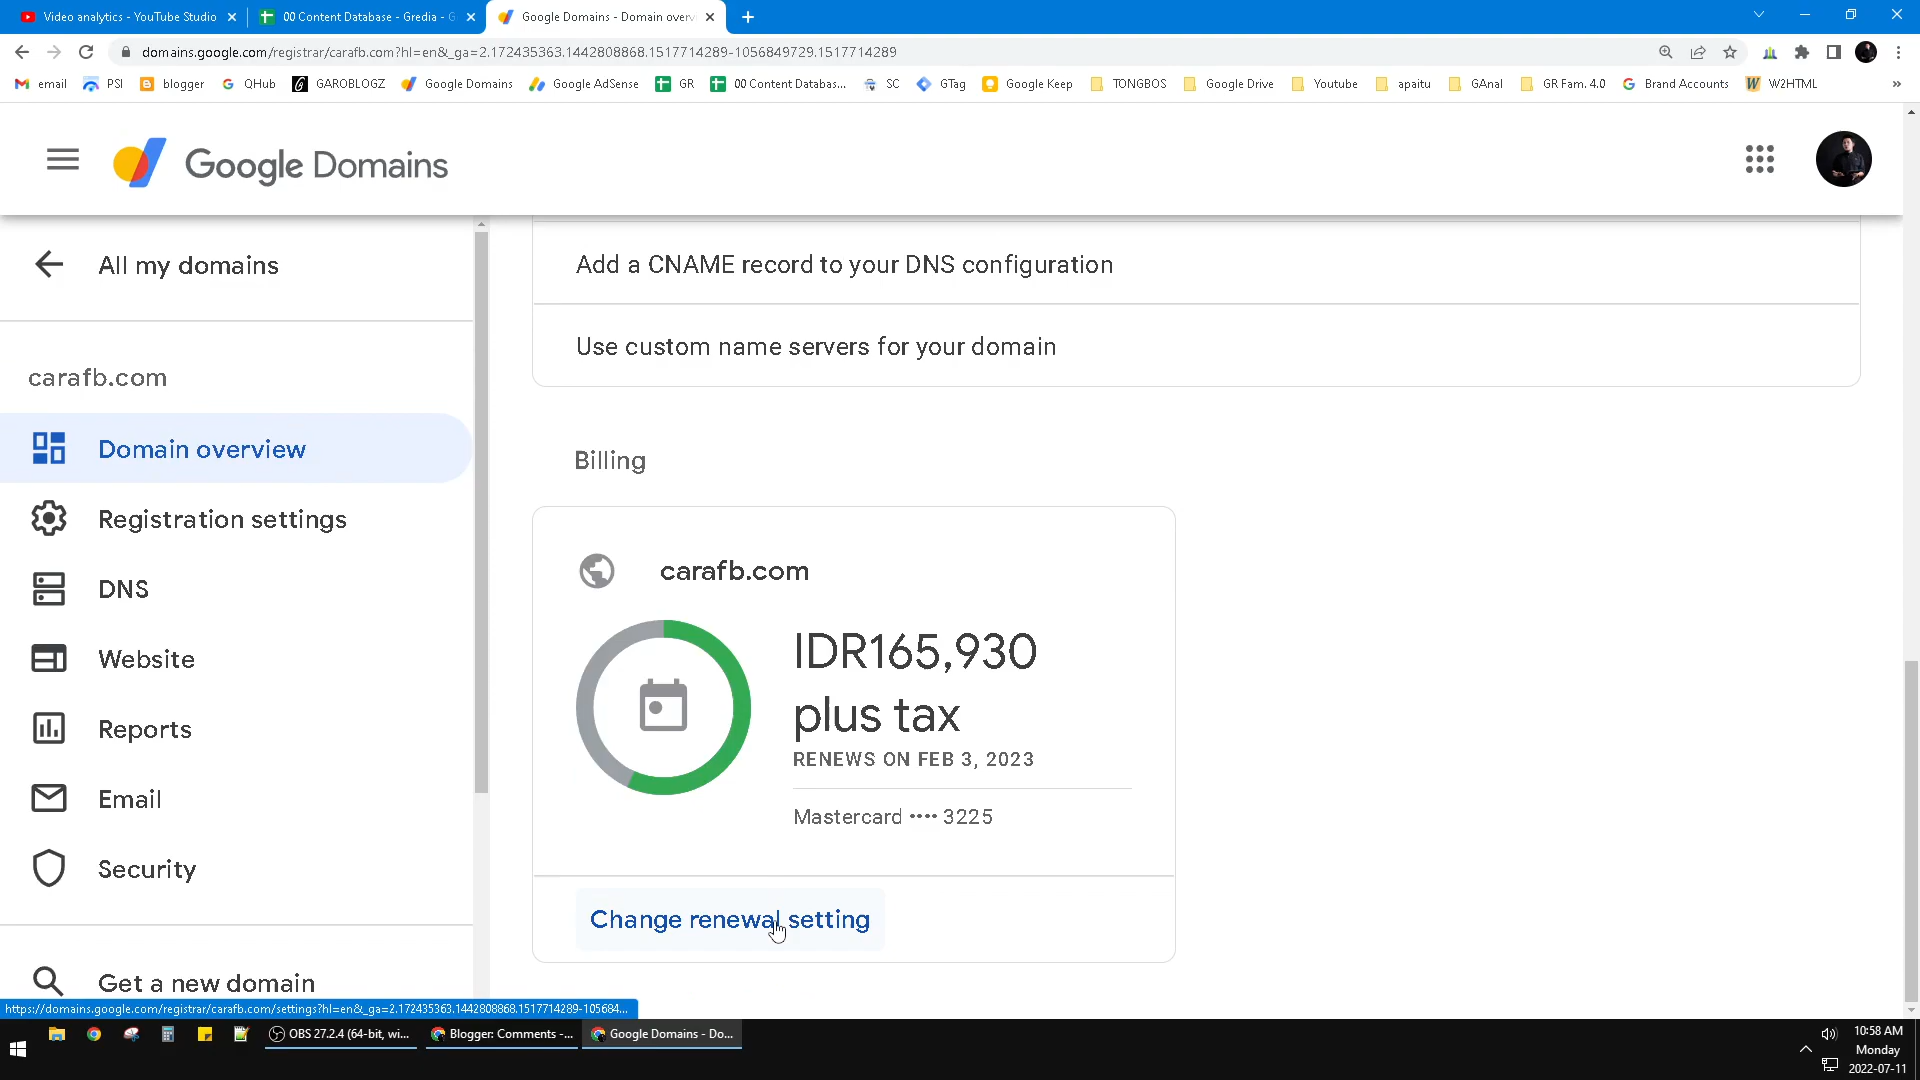 Video analytics - YouTube Studio
00 Content Database - Gredia - G
Google Domains - Domain overv
domains.google.com/registrar/carafb.com?hl=en&_ga=2.172435363.1442808868.1517714289-1056849729.1517714289
email PSI blogger QHub GAROBLOGZ Google Domains Google AdSense GR 00 Content Databas... SC GTag Google Keep TONGBOS Google Drive Youtube apaitu GAnal GR Fam. 4.0 Brand Accounts W2HTML »
Google Domains
All my domains
carafb.com
Domain overview
Registration settings
DNS
Website
Reports
Email
Security
Get a new domain
Add a CNAME record to your DNS configuration
Use custom name servers for your domain
Billing
carafb.com
IDR165,930
plus tax
RENEWS ON FEB 3, 2023
Mastercard •••• 3225
Change renewal setting
https://domains.google.com/registrar/carafb.com/settings?hl=en&_ga=2.172435363.1442808868.1517714289-105684...
OBS 27.2.4 (64-bit, wi...
Blogger: Comments -...
Google Domains - Do...
10:58 AM
Monday
2022-07-11